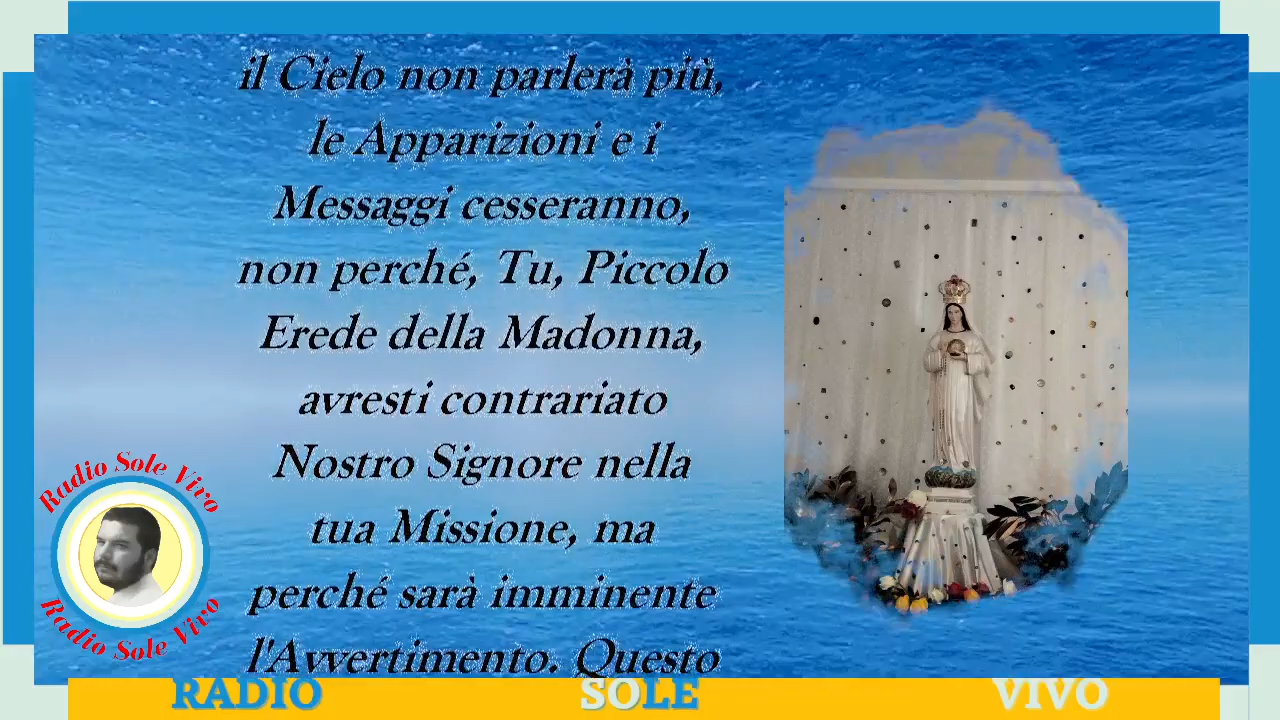 il Cielo non parlerà più,
le Apparizioni e i
Messaggi cesseranno,
non perché, Tu, Piccolo
Erede della Madonna,
avresti contrariato
Nostro Signore nella
tua Missione, ma
perché sarà imminente
l'Avvertimento. Questo
Radio Sole Vivo
Radio Sole Vivo
RADIO SOLE VIVO